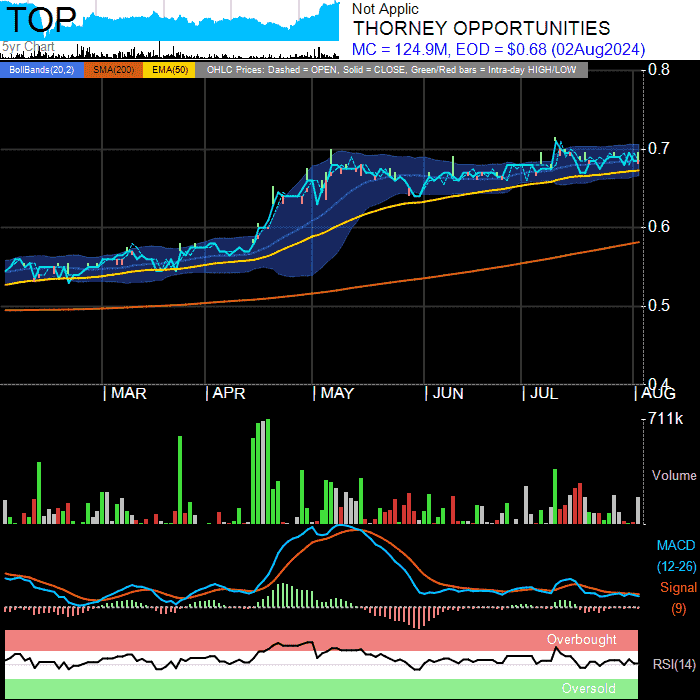 TOP
5yr Chart
Not Applic
THORNEY OPPORTUNITIES
MC = 124.9M, EOD = $0.68 (02Aug2024)
BollBands(20,2) SMA(200) EMA(50) OHLC Prices: Dashed = OPEN, Solid = CLOSE, Green/Red bars = Intra-day HIGH/LOW
0.8
0.7
0.6
0.5
0.4
MAR APR MAY JUN JUL AUG
711k
Volume
MACD
(12-26)
Signal
(9)
Overbought
RSI(14)
Oversold